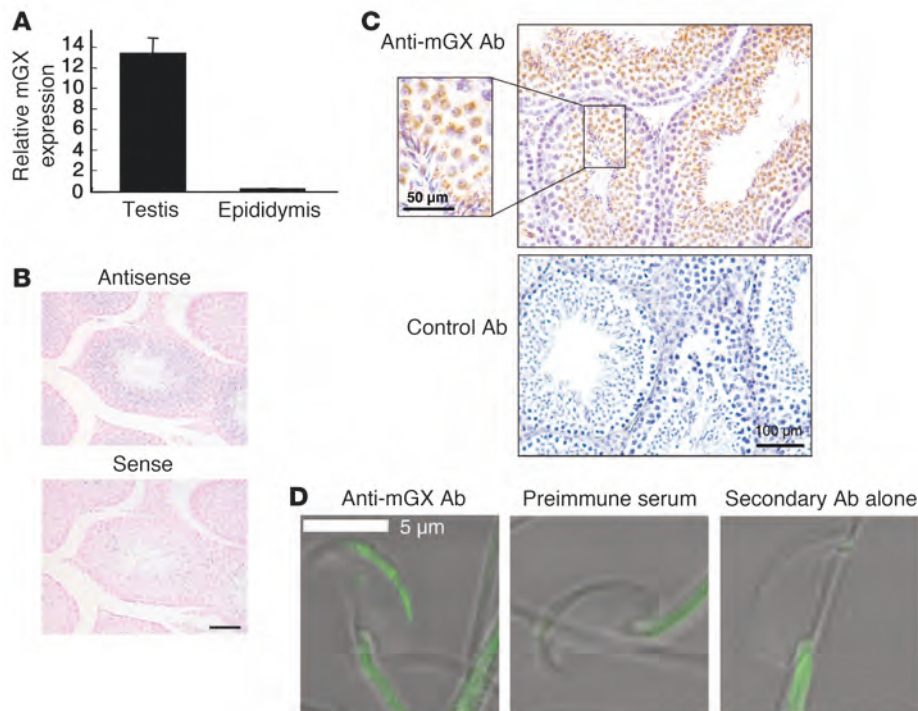 A
Relative mGX
expression
14
12
10
8
6
4
2
0
Testis
Epididymis
B
Antisense
Sense
C
Anti-mGX Ab
50 µm
Control Ab
100 µm
D
Anti-mGX Ab
Preimmune serum
Secondary Ab alone
5 µm